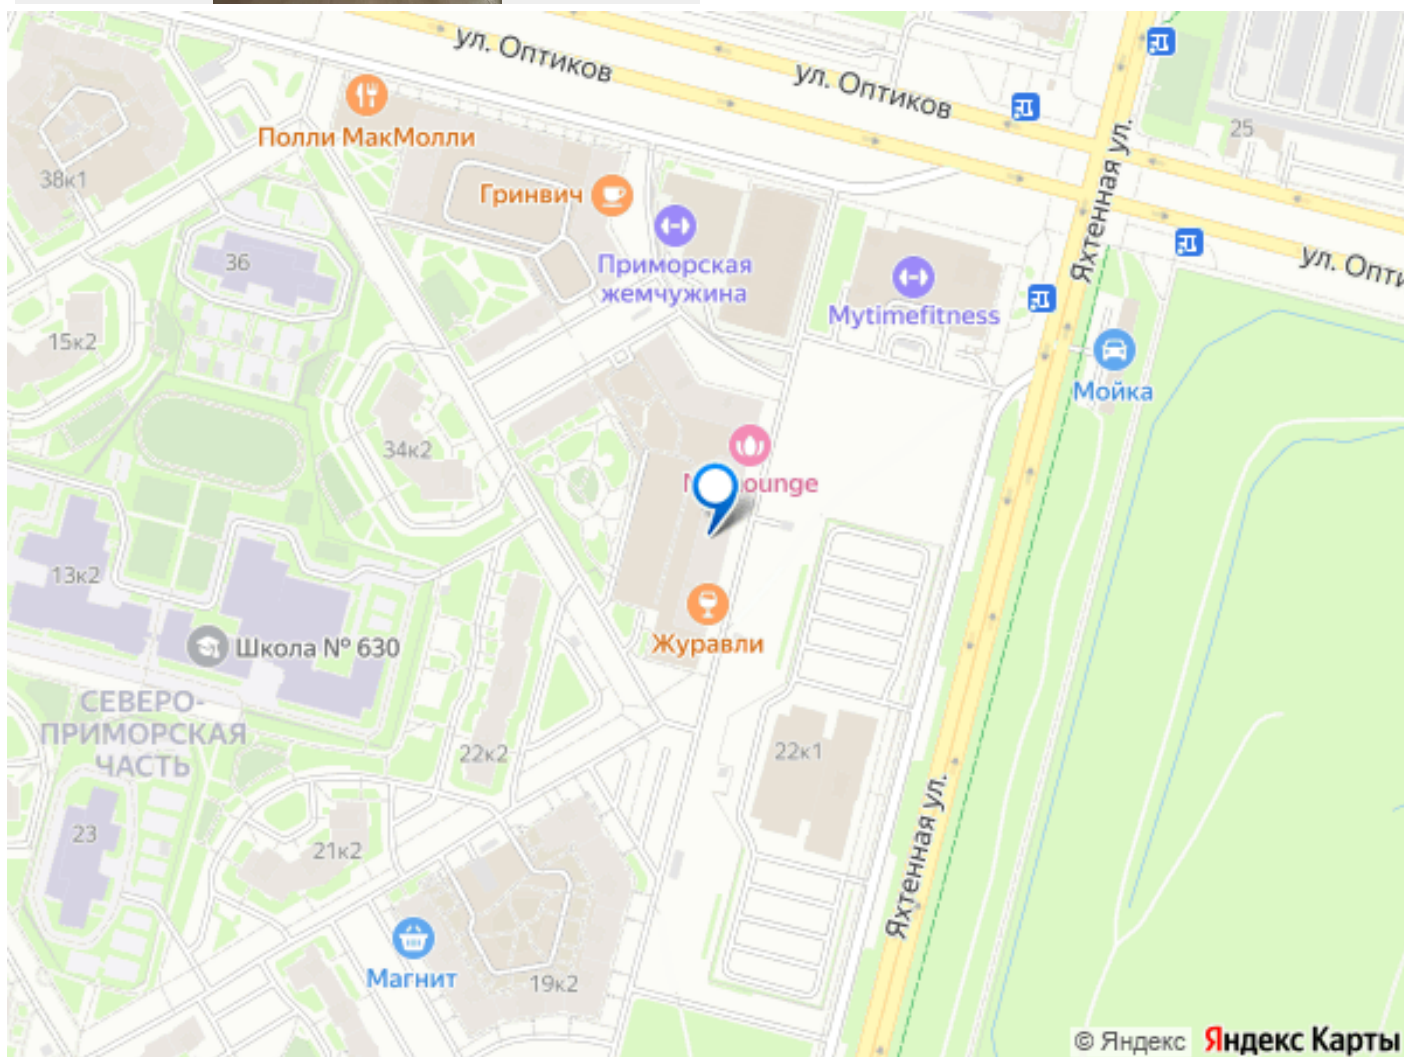 ул. Оптиков
ул. Оптиков
Яхтенная ул.
25
Полли МакМолли
38к1
Гринвич
36
Приморская
жемчужина
Mytimefitness
ул. Опти
15к2
Мойка
34к2
ounge
13к2
Школа № 630
Журавли
СЕВЕРО-
ПРИМОРСКАЯ
ЧАСТЬ
22к2
22к1
23
21к2
Яхтенная ул.
Магнит
19к2
© Яндекс Яндекс Карты